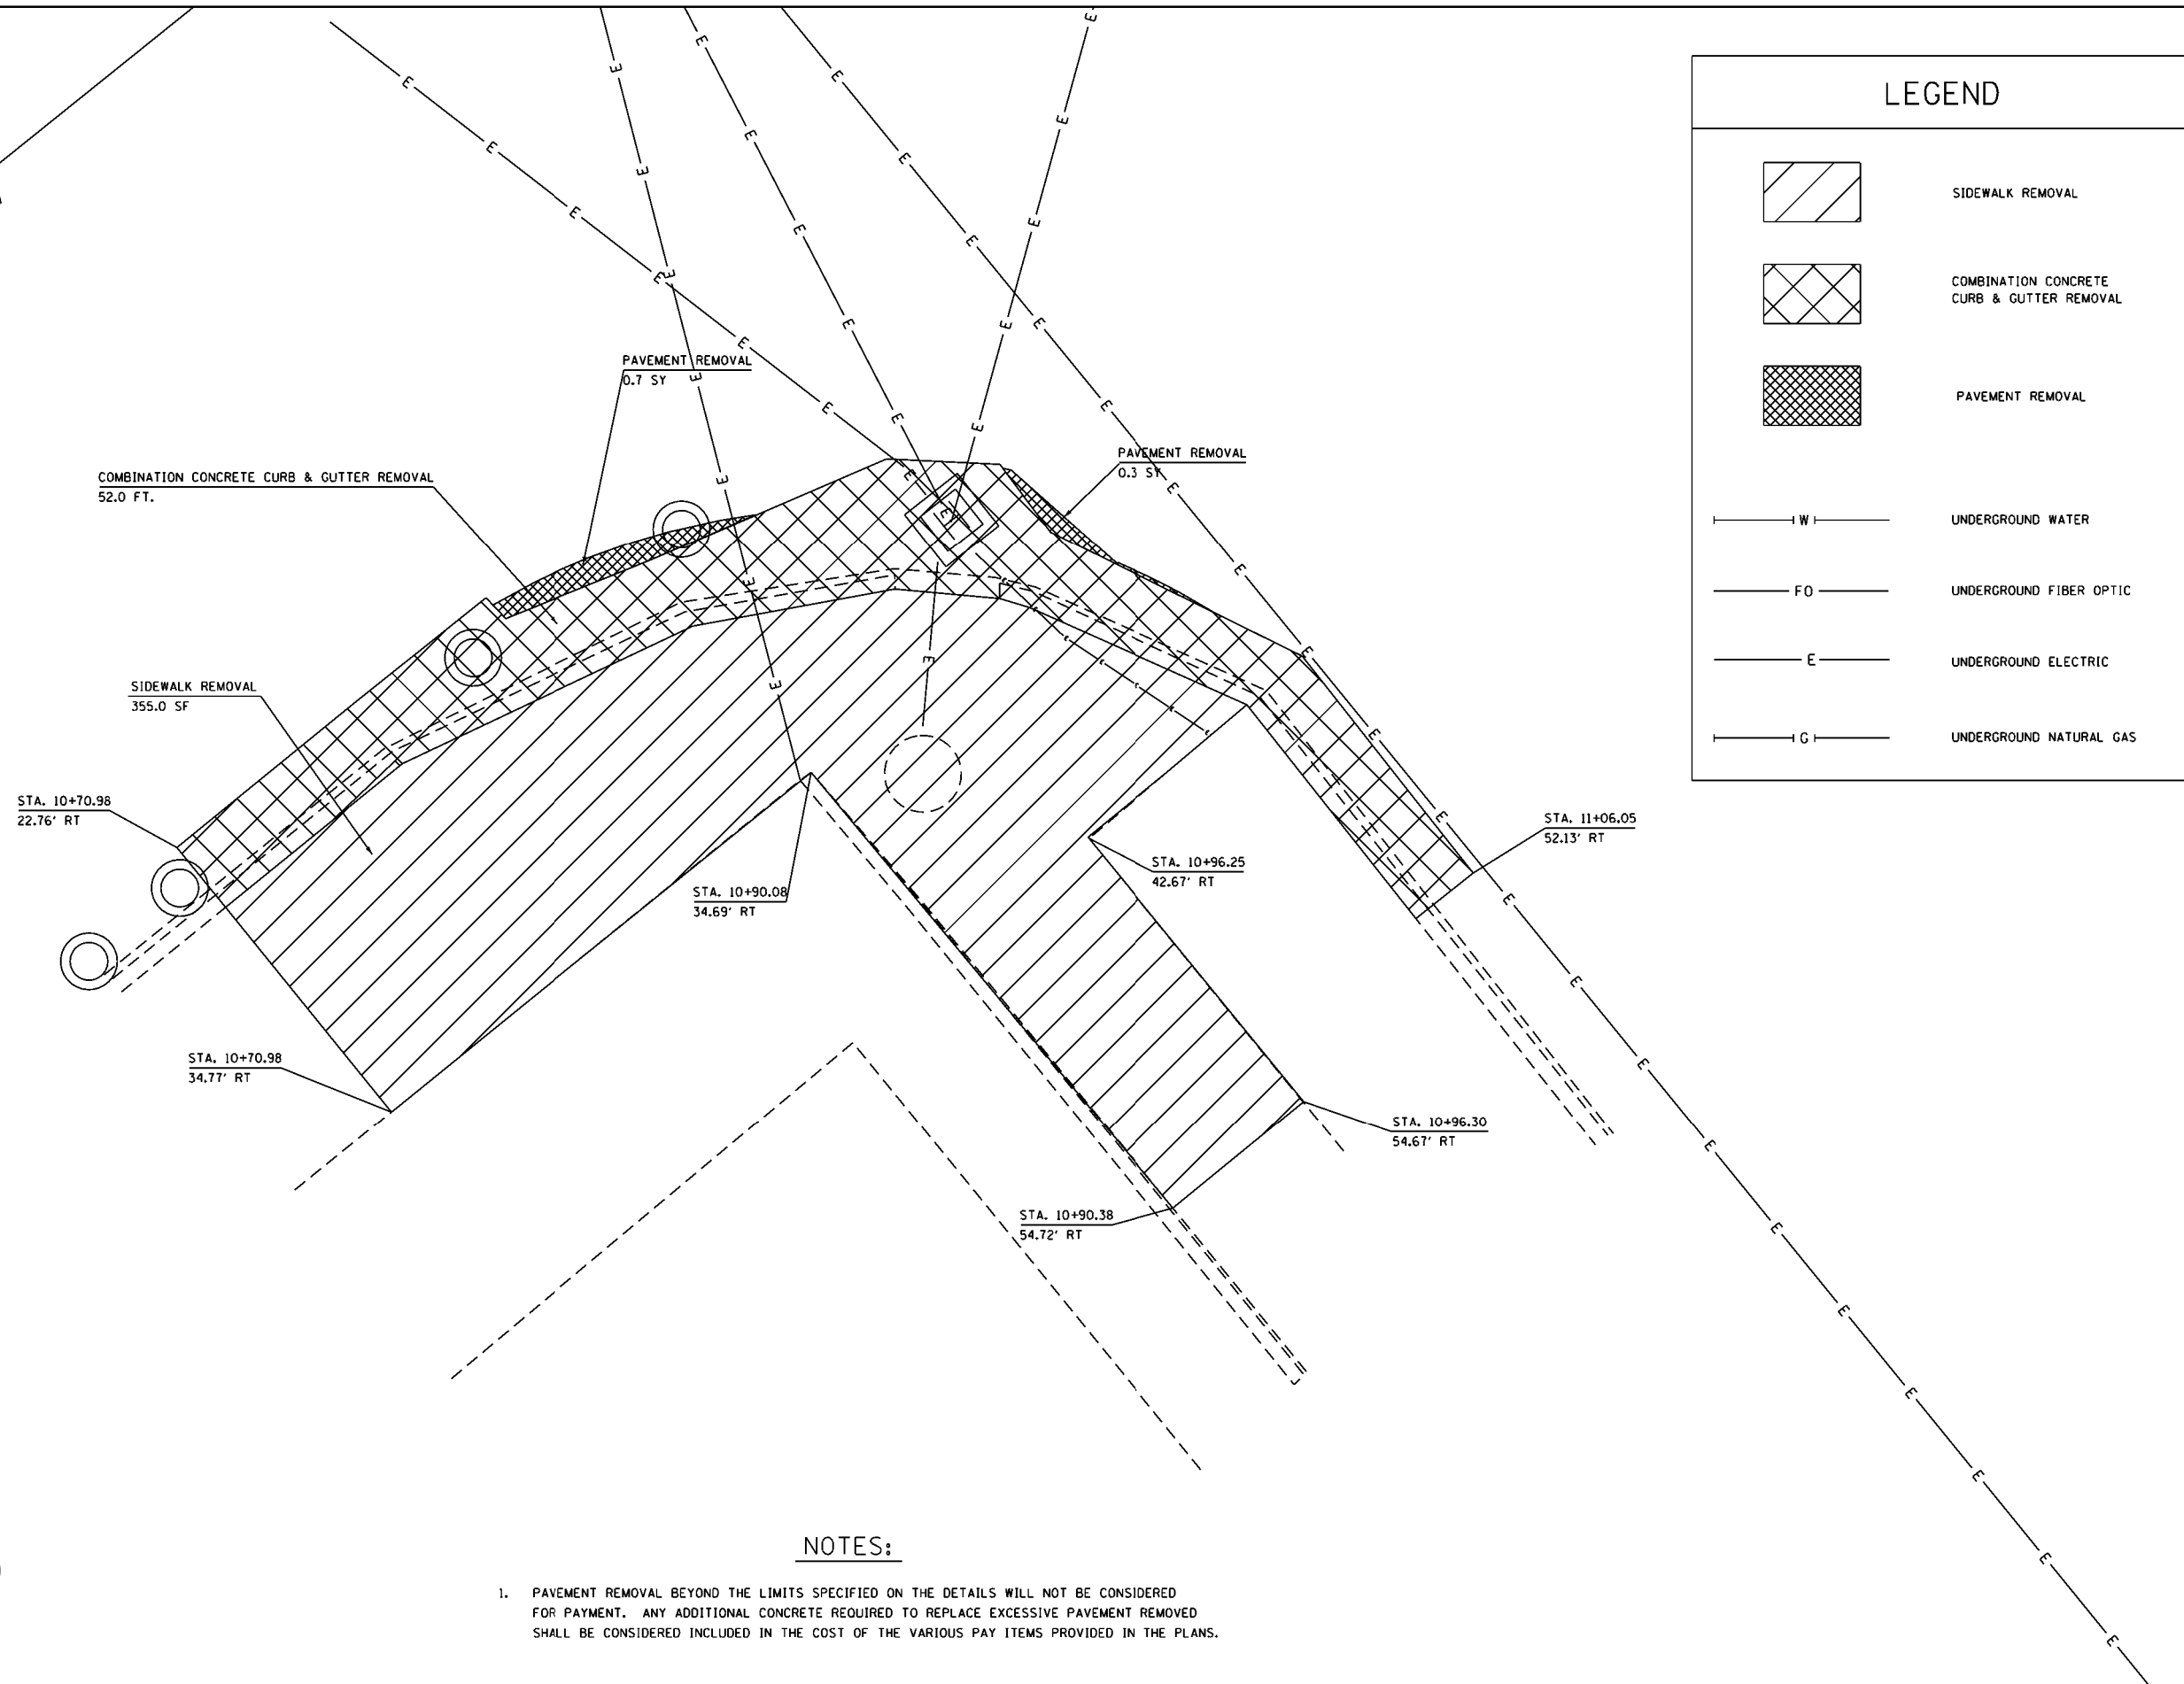 LEGEND
SIDEWALK REMOVAL
COMBINATION CONCRETE
CURB & GUTTER REMOVAL
PAVEMENT REMOVAL
W
UNDERGROUND WATER
FO
UNDERGROUND FIBER OPTIC
E
UNDERGROUND ELECTRIC
G
UNDERGROUND NATURAL GAS
PAVEMENT REMOVAL
0.7 SY
PAVEMENT REMOVAL
0.3 SY
COMBINATION CONCRETE CURB & GUTTER REMOVAL
52.0 FT.
SIDEWALK REMOVAL
355.0 SF
STA. 10+70.98
22.76' RT
STA. 11+06.05
52.13' RT
STA. 10+96.25
42.67' RT
STA. 10+90.08
34.69' RT
STA. 10+70.98
34.77' RT
STA. 10+96.30
54.67' RT
STA. 10+90.38
54.72' RT
NOTES:
1. PAVEMENT REMOVAL BEYOND THE LIMITS SPECIFIED ON THE DETAILS WILL NOT BE CONSIDERED
FOR PAYMENT. ANY ADDITIONAL CONCRETE REQUIRED TO REPLACE EXCESSIVE PAVEMENT REMOVED
SHALL BE CONSIDERED INCLUDED IN THE COST OF THE VARIOUS PAY ITEMS PROVIDED IN THE PLANS.